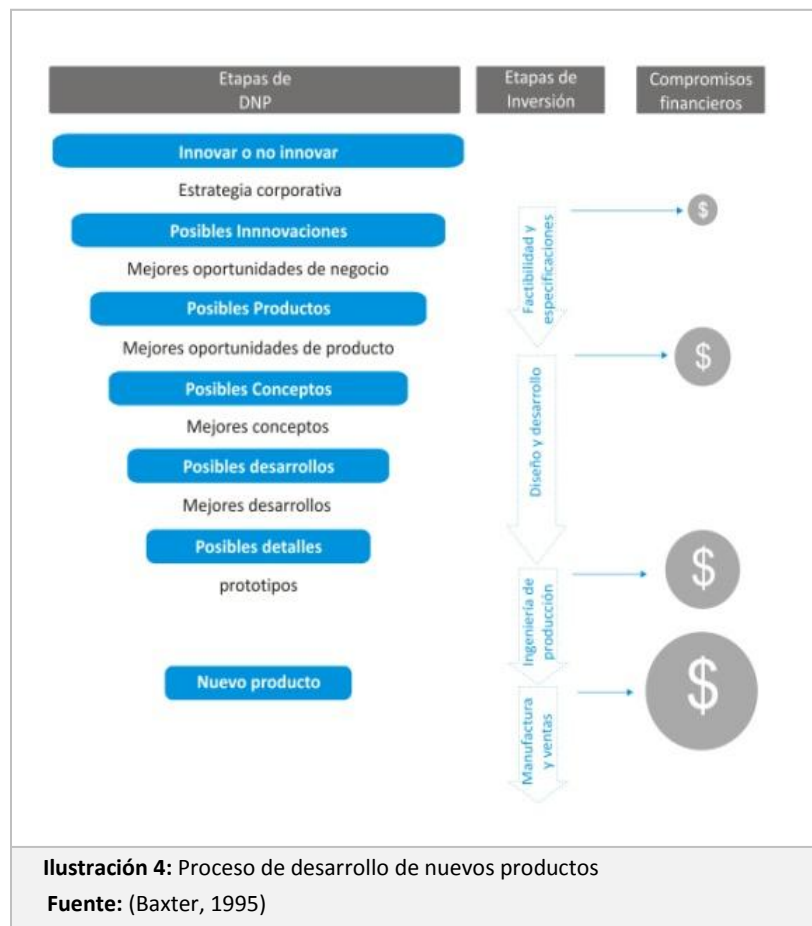 Etapas de
DNP
Etapas de
Inversión
Compromisos
financieros
Innovar o no innovar
Estrategia corporativa
Posibles Innnovaciones
Mejores oportunidades de negocio
Posibles Productos
Mejores oportunidades de producto
Posibles Conceptos
Mejores conceptos
Posibles desarrollos
Mejores desarrollos
Posibles detalles
prototipos
Nuevo producto
Factibilidad y
especificaciones
Diseño y desarrollo
Ingeniería de
producción
Manufactura
y ventas
$
$
$
$
Ilustración 4: Proceso de desarrollo de nuevos productos
Fuente: (Baxter, 1995)